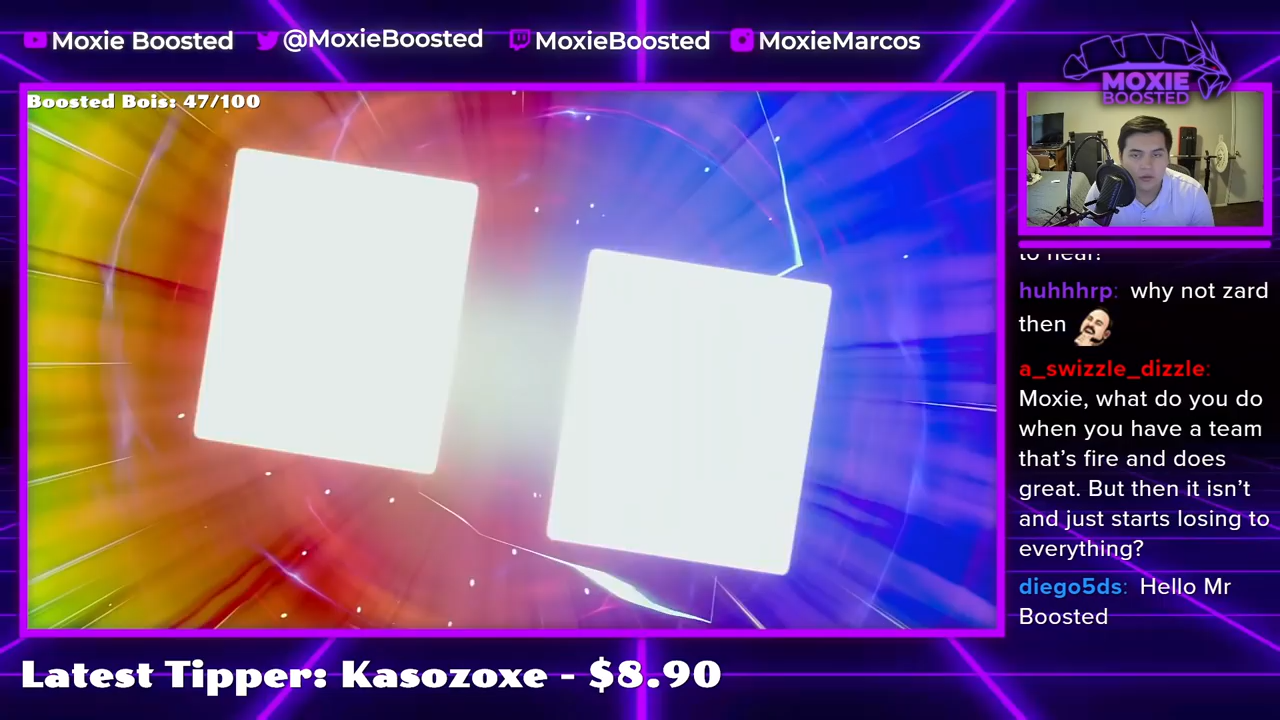 Moxie Boosted @MoxieBoosted MoxieBoosted MoxieMarcos
MOXIE
BOOSTED
Boosted Bois: 47/100
to hear?
huhhhrp: why not zard
then
a_swizzle_dizzle:
Moxie, what do you do
when you have a team
that's fire and does
great. But then it isn't
and just starts losing to
everything?
diego5ds: Hello Mr
Boosted
Latest Tipper: Kasozoxe - $8.90